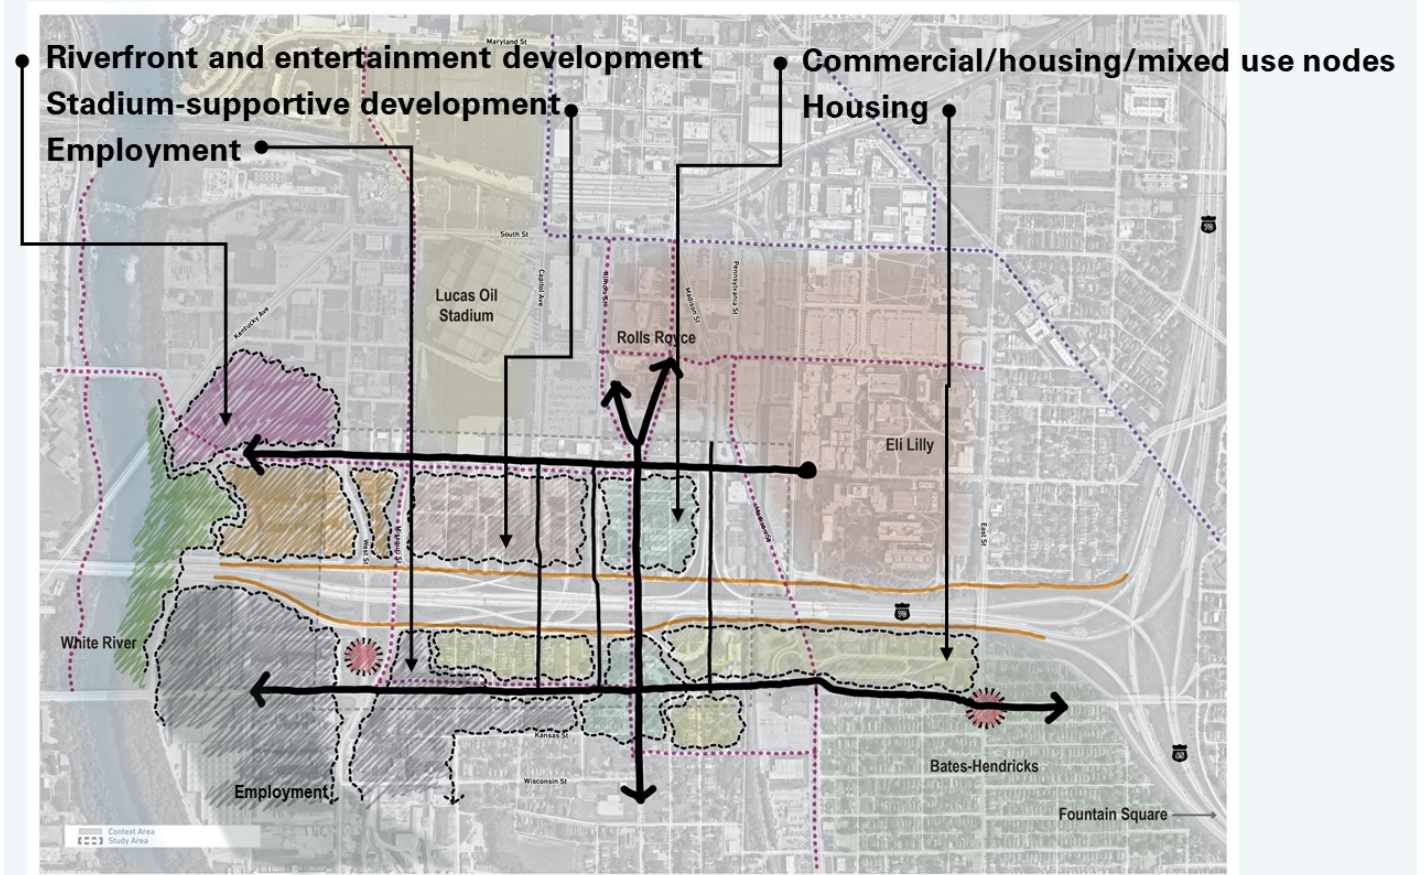 Maryland St
Riverfront and entertainment development
Commercial/housing/mixed use nodes
Stadium-supportive development
Housing
Employment
South St
Capitol Ave
Illinois St
Madison St
Pennsylvania St
Lucas Oil
Stadium
Kentucky Ave
Rolls Royce
Eli Lilly
West St
East St
White River
Kansas St
Bates-Hendricks
Wisconsin St
Employment
Fountain Square
Context Area
Study Area